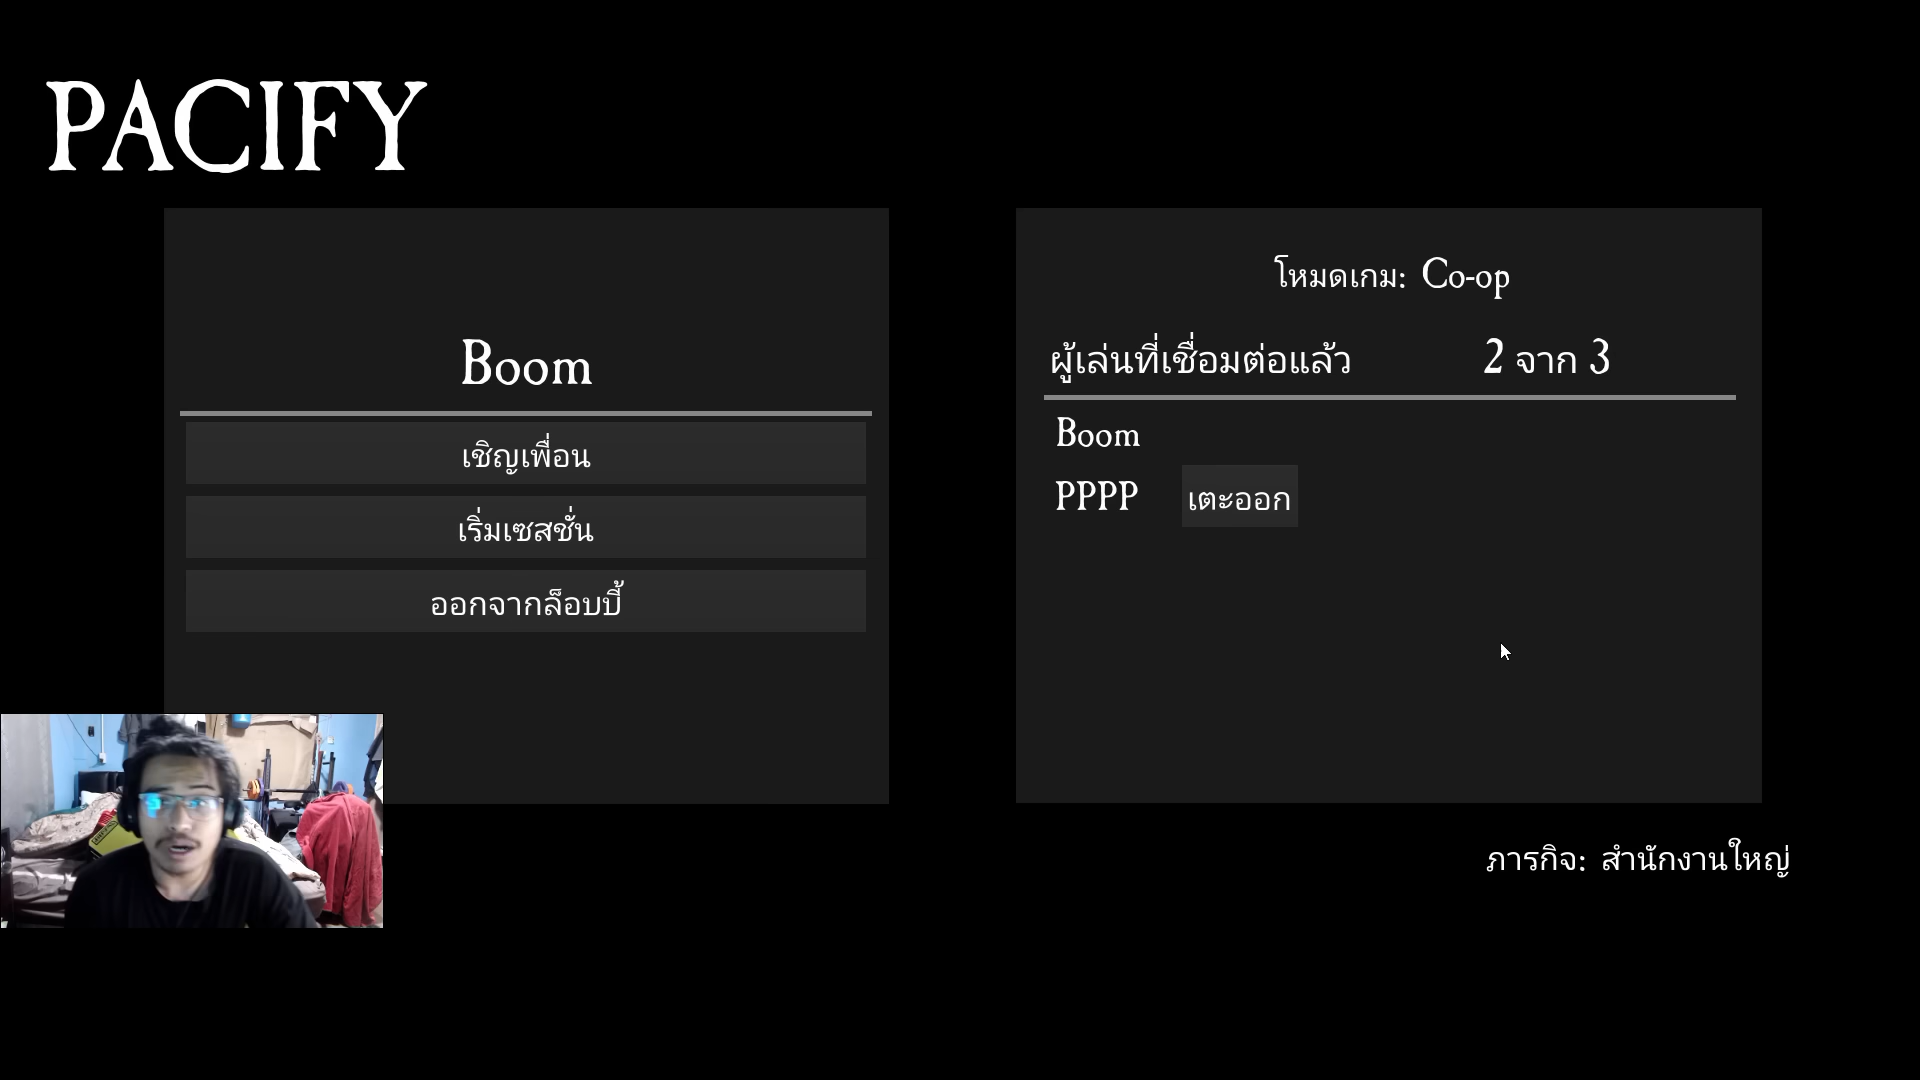 PACIFY
Boom
เชิญเพื่อน
เริ่มเซสชั่น
ออกจากล็อบบี้
โหมดเกม: Co-op
ผู้เล่นที่เชื่อมต่อแล้ว 2 จาก 3
Boom
PPPP เตะออก
ภารกิจ: สำนักงานใหญ่